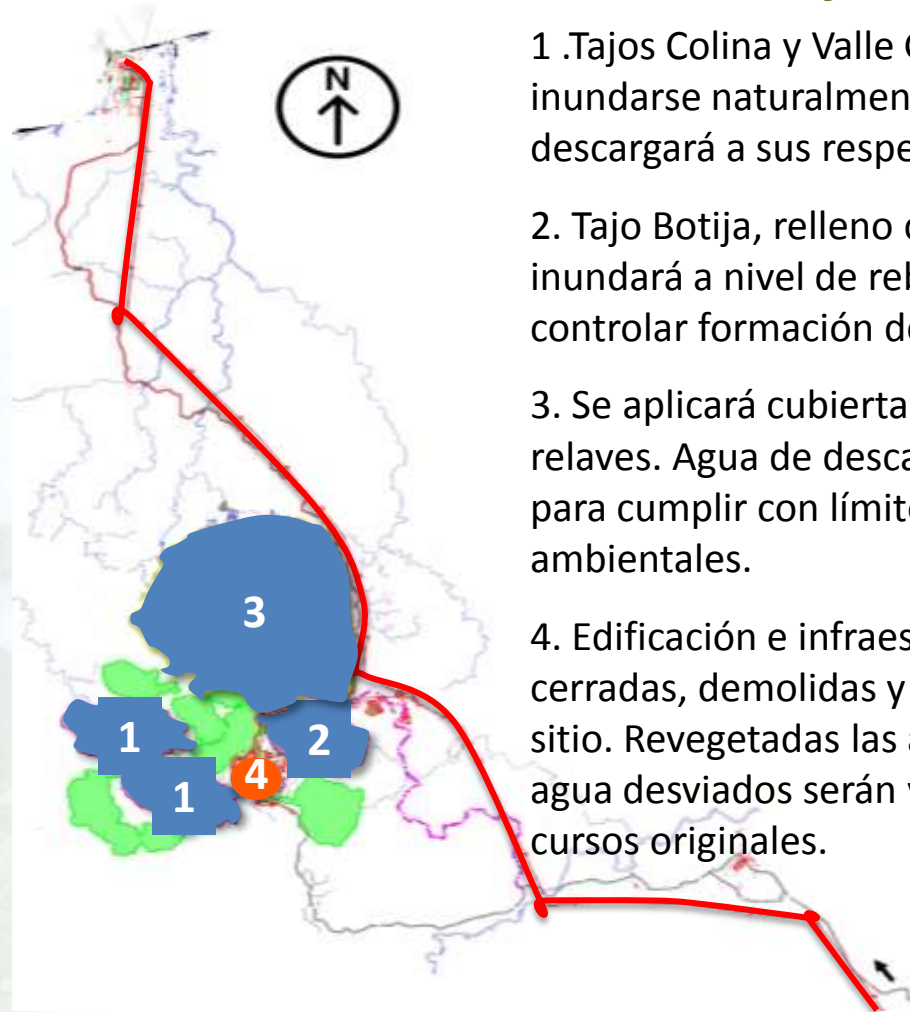 N
1 .Tajos Colina y Valle
inundarse naturalmen
descargará a sus respe
2. Tajo Botija, relleno
inundará a nivel de
controlar formación
3. Se aplicará cubierta
relaves. Agua de desca
para cumplir con límit
ambientales.
4. Edificación e infraes
cerradas, demolidas y
sitio. Revegetadas las
agua desviados serán
cursos originales.
3
1
2
4
1